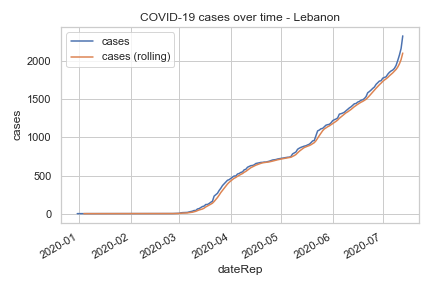 COVID-19 cases over time - Lebanon
cases
cases (rolling)
cases
2000
1500
1000
500
0
2020-01
2020-02
2020-03
2020-04
2020-05
2020-06
2020-07
dateRep